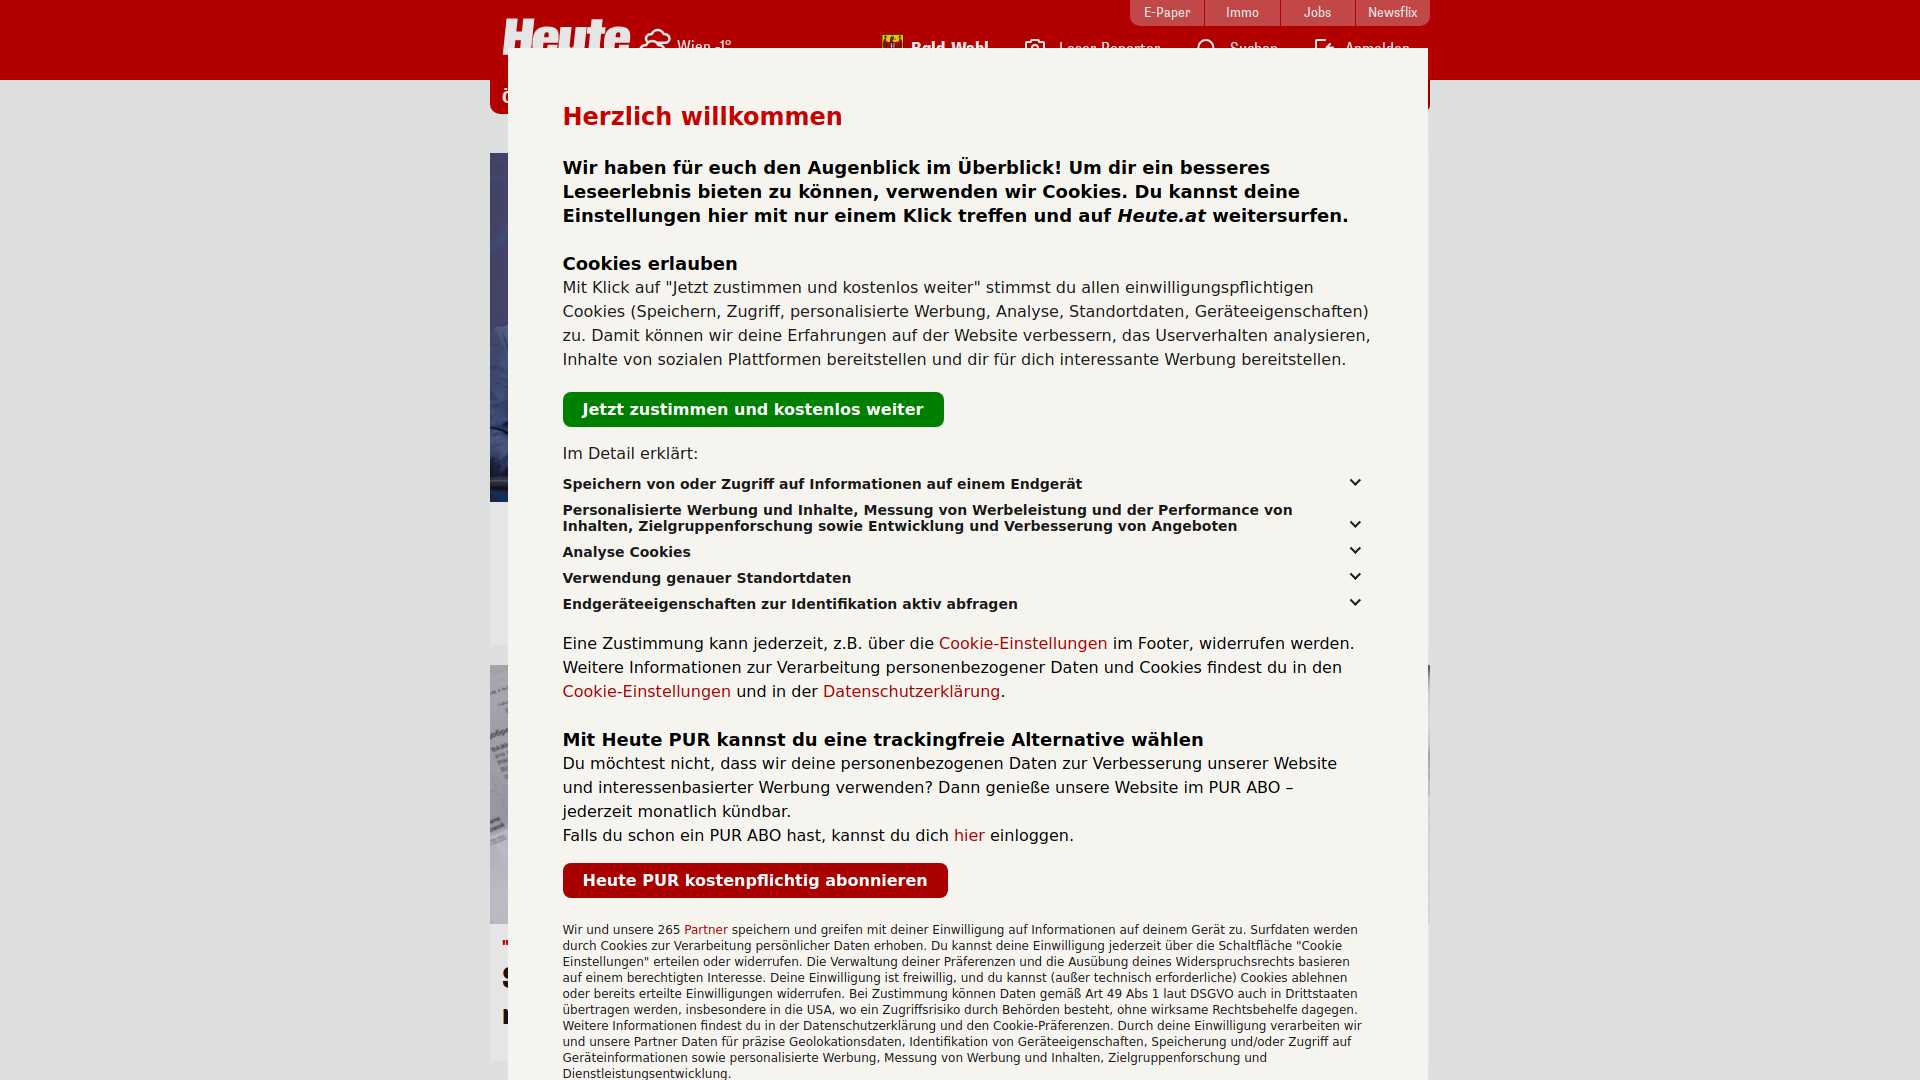 E-Paper Immo Jobs Newsflix
Heute
Wien -1°
Bgld-Wahl Leser-Reporter Suchen Anmelden
Herzlich willkommen
Wir haben für euch den Augenblick im Überblick! Um dir ein besseres
Leseerlebnis bieten zu können, verwenden wir Cookies. Du kannst deine
Einstellungen hier mit nur einem Klick treffen und auf Heute.at weitersurfen.
Cookies erlauben
Mit Klick auf "Jetzt zustimmen und kostenlos weiter" stimmst du allen einwilligungspflichtigen
Cookies (Speichern, Zugriff, personalisierte Werbung, Analyse, Standortdaten, Geräteeigenschaften)
zu. Damit können wir deine Erfahrungen auf der Website verbessern, das Userverhalten analysieren,
Inhalte von sozialen Plattformen bereitstellen und dir für dich interessante Werbung bereitstellen.
Jetzt zustimmen und kostenlos weiter
Im Detail erklärt:
Speichern von oder Zugriff auf Informationen auf einem Endgerät
Personalisierte Werbung und Inhalte, Messung von Werbeleistung und der Performance von
Inhalten, Zielgruppenforschung sowie Entwicklung und Verbesserung von Angeboten
Analyse Cookies
Verwendung genauer Standortdaten
Endgeräteeigenschaften zur Identifikation aktiv abfragen
Eine Zustimmung kann jederzeit, z.B. über die Cookie-Einstellungen im Footer, widerrufen werden.
Weitere Informationen zur Verarbeitung personenbezogener Daten und Cookies findest du in den
Cookie-Einstellungen und in der Datenschutzerklärung.
Mit Heute PUR kannst du eine trackingfreie Alternative wählen
Du möchtest nicht, dass wir deine personenbezogenen Daten zur Verbesserung unserer Website
und interessenbasierter Werbung verwenden? Dann genieße unsere Website im PUR ABO –
jederzeit monatlich kündbar.
Falls du schon ein PUR ABO hast, kannst du dich hier einloggen.
Heute PUR kostenpflichtig abonnieren
Wir und unsere 265 Partner speichern und greifen mit deiner Einwilligung auf Informationen auf deinem Gerät zu. Surfdaten werden
durch Cookies zur Verarbeitung persönlicher Daten erhoben. Du kannst deine Einwilligung jederzeit über die Schaltfläche "Cookie
Einstellungen" erteilen oder widerrufen. Die Verwaltung deiner Präferenzen und die Ausübung deines Widerspruchsrechts basieren
auf einem berechtigten Interesse. Deine Einwilligung ist freiwillig, und du kannst (außer technisch erforderliche) Cookies ablehnen
oder bereits erteilte Einwilligungen widerrufen. Bei Zustimmung können Daten gemäß Art 49 Abs 1 laut DSGVO auch in Drittstaaten
übertragen werden, insbesondere in die USA, wo ein Zugriffsrisiko durch Behörden besteht, ohne wirksame Rechtsbehelfe dagegen.
Weitere Informationen findest du in der Datenschutzerklärung und den Cookie-Präferenzen. Durch deine Einwilligung verarbeiten wir
und unsere Partner Daten für präzise Geolokationsdaten, Identifikation von Geräteeigenschaften, Speicherung und/oder Zugriff auf
Geräteinformationen sowie personalisierte Werbung, Messung von Werbung und Inhalten, Zielgruppenforschung und
Dienstleistungsentwicklung.